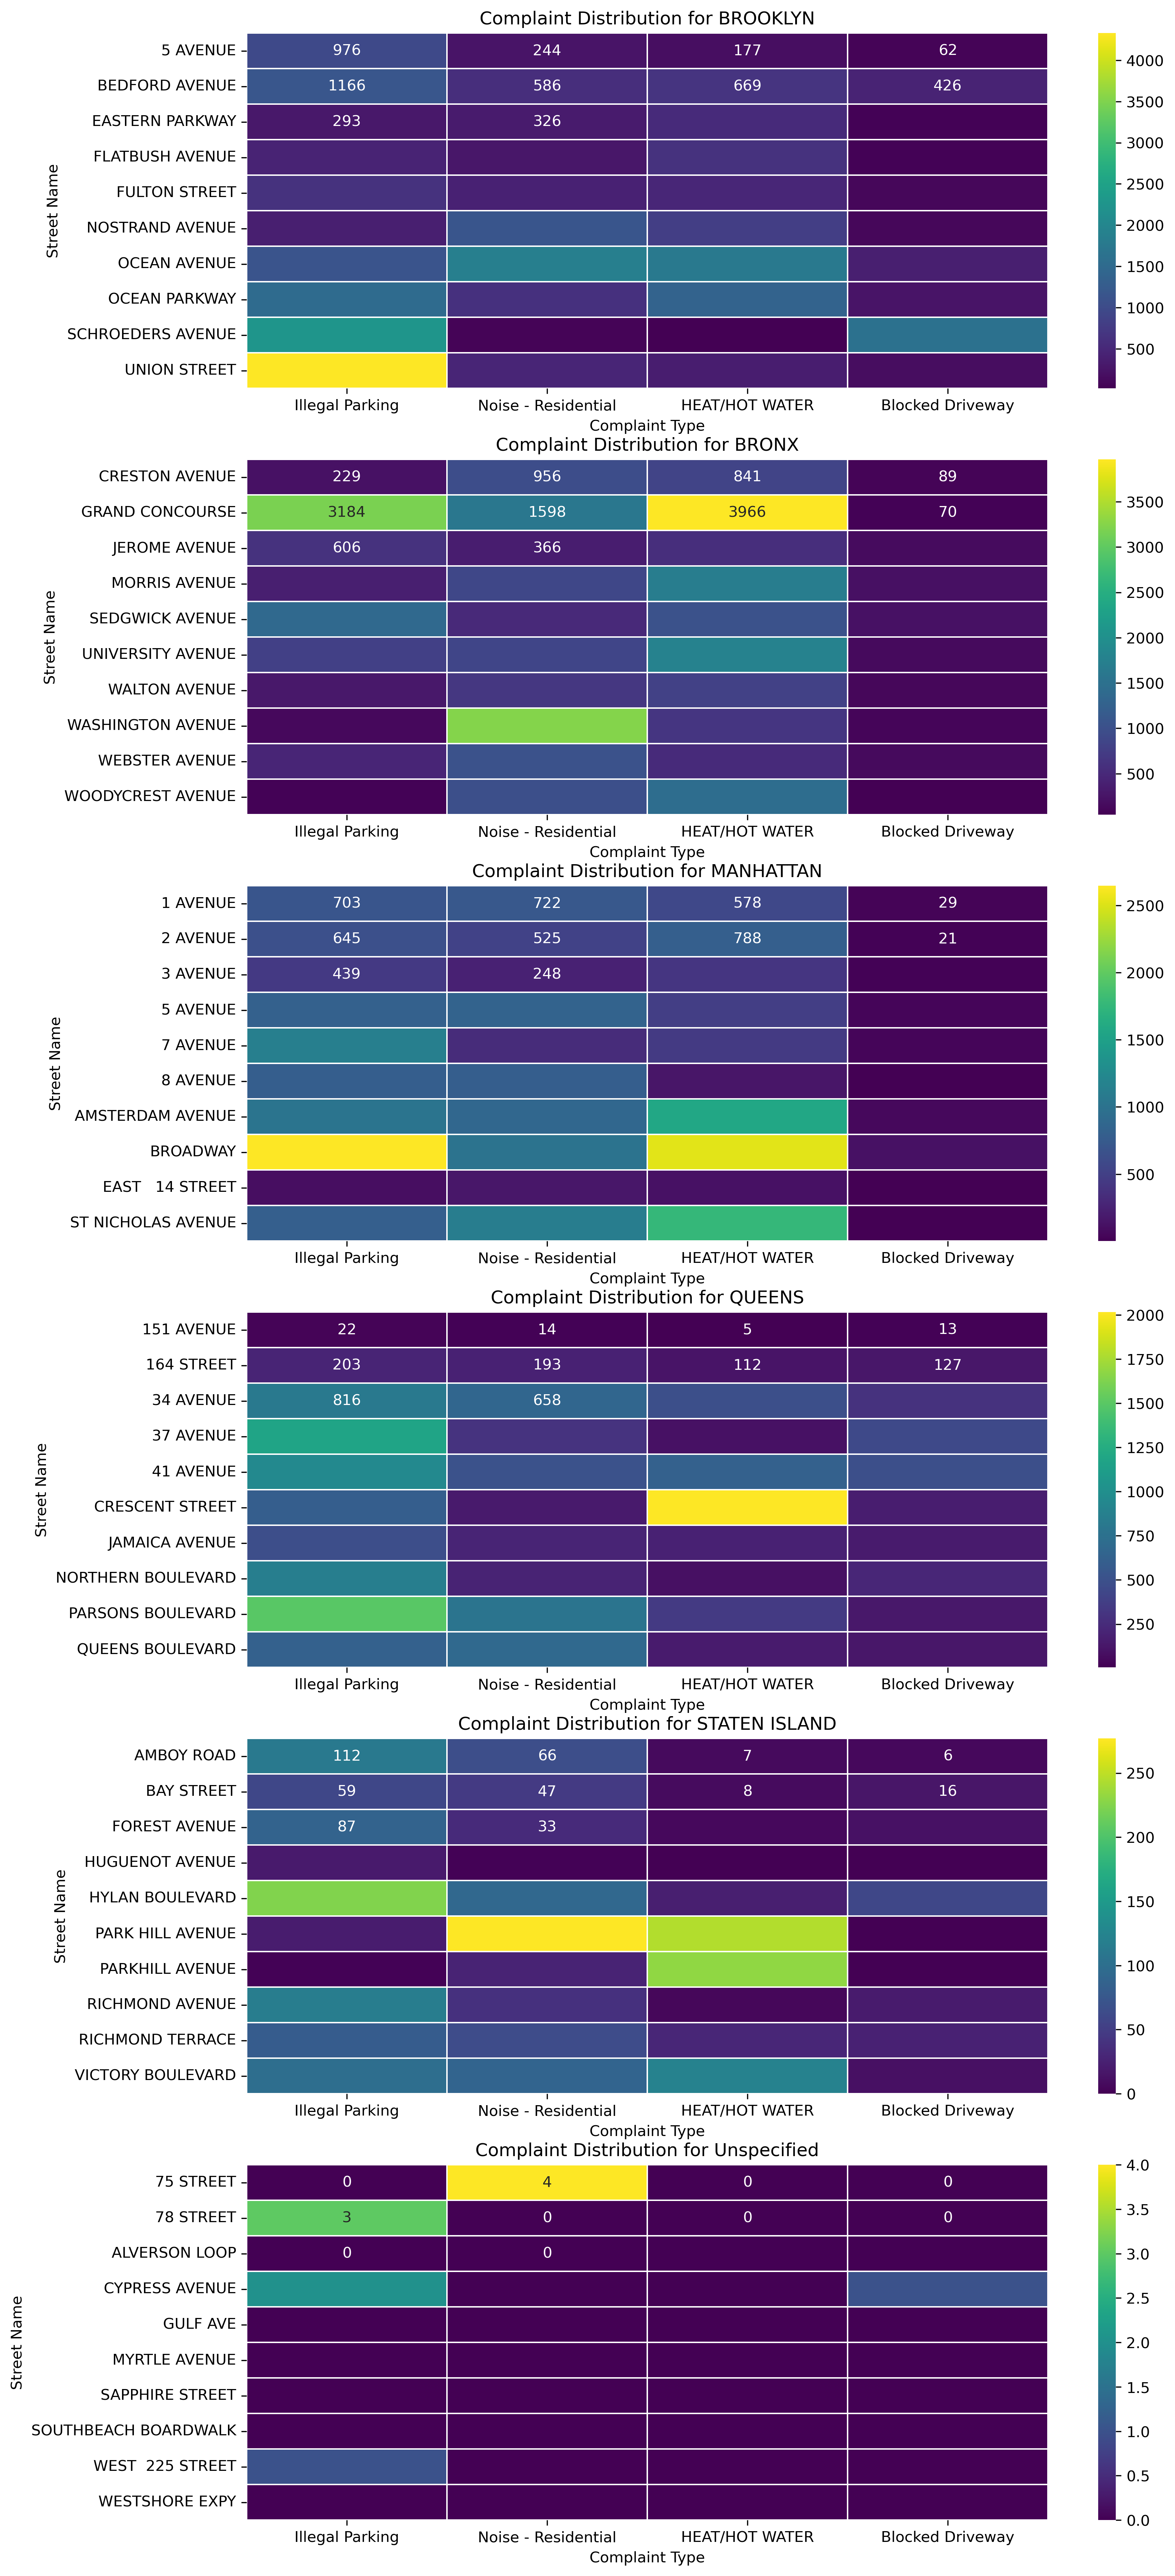 Complaint Distribution for BROOKLYN
Street Name
5 AVENUE 976 244 177 62
BEDFORD AVENUE 1166 586 669 426
EASTERN PARKWAY 293 326
FLATBUSH AVENUE
FULTON STREET
NOSTRAND AVENUE
OCEAN AVENUE
OCEAN PARKWAY
SCHROEDERS AVENUE
UNION STREET
Illegal Parking Noise - Residential HEAT/HOT WATER Blocked Driveway
Complaint Type
4000
3500
3000
2500
2000
1500
1000
500
Complaint Distribution for BRONX
Street Name
CRESTON AVENUE 229 956 841 89
GRAND CONCOURSE 3184 1598 3966 70
JEROME AVENUE 606 366
MORRIS AVENUE
SEDGWICK AVENUE
UNIVERSITY AVENUE
WALTON AVENUE
WASHINGTON AVENUE
WEBSTER AVENUE
WOODYCREST AVENUE
Illegal Parking Noise - Residential HEAT/HOT WATER Blocked Driveway
Complaint Type
3500
3000
2500
2000
1500
1000
500
Complaint Distribution for MANHATTAN
Street Name
1 AVENUE 703 722 578 29
2 AVENUE 645 525 788 21
3 AVENUE 439 248
5 AVENUE
7 AVENUE
8 AVENUE
AMSTERDAM AVENUE
BROADWAY
EAST   14 STREET
ST NICHOLAS AVENUE
Illegal Parking Noise - Residential HEAT/HOT WATER Blocked Driveway
Complaint Type
2500
2000
1500
1000
500
Complaint Distribution for QUEENS
Street Name
151 AVENUE 22 14 5 13
164 STREET 203 193 112 127
34 AVENUE 816 658
37 AVENUE
41 AVENUE
CRESCENT STREET
JAMAICA AVENUE
NORTHERN BOULEVARD
PARSONS BOULEVARD
QUEENS BOULEVARD
Illegal Parking Noise - Residential HEAT/HOT WATER Blocked Driveway
Complaint Type
2000
1750
1500
1250
1000
750
500
250
Complaint Distribution for STATEN ISLAND
Street Name
AMBOY ROAD 112 66 7 6
BAY STREET 59 47 8 16
FOREST AVENUE 87 33
HUGUENOT AVENUE
HYLAN BOULEVARD
PARK HILL AVENUE
PARKHILL AVENUE
RICHMOND AVENUE
RICHMOND TERRACE
VICTORY BOULEVARD
Illegal Parking Noise - Residential HEAT/HOT WATER Blocked Driveway
Complaint Type
250
200
150
100
50
0
Complaint Distribution for Unspecified
Street Name
75 STREET 0 4 0 0
78 STREET 3 0 0 0
ALVERSON LOOP 0 0
CYPRESS AVENUE
GULF AVE
MYRTLE AVENUE
SAPPHIRE STREET
SOUTHBEACH BOARDWALK
WEST  225 STREET
WESTSHORE EXPY
Illegal Parking Noise - Residential HEAT/HOT WATER Blocked Driveway
Complaint Type
4.0
3.5
3.0
2.5
2.0
1.5
1.0
0.5
0.0